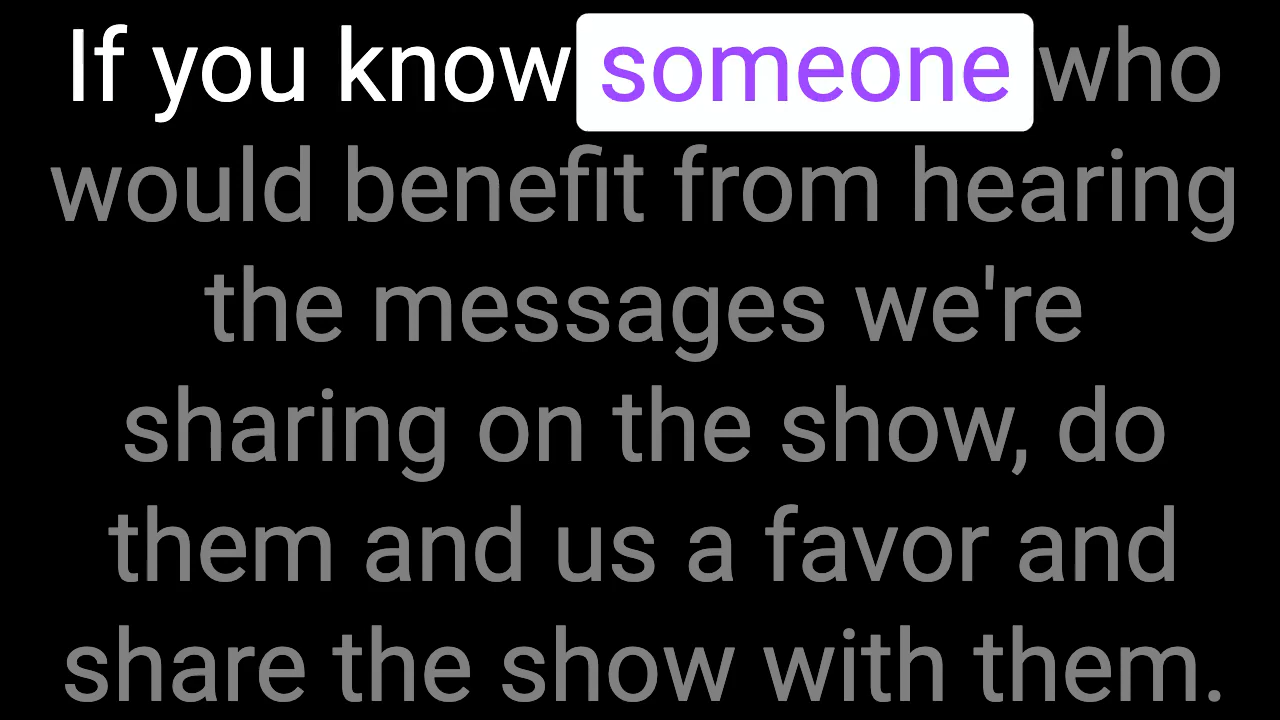 If you know someone who
would benefit from hearing
the messages we're
sharing on the show, do
them and us a favor and
share the show with them.